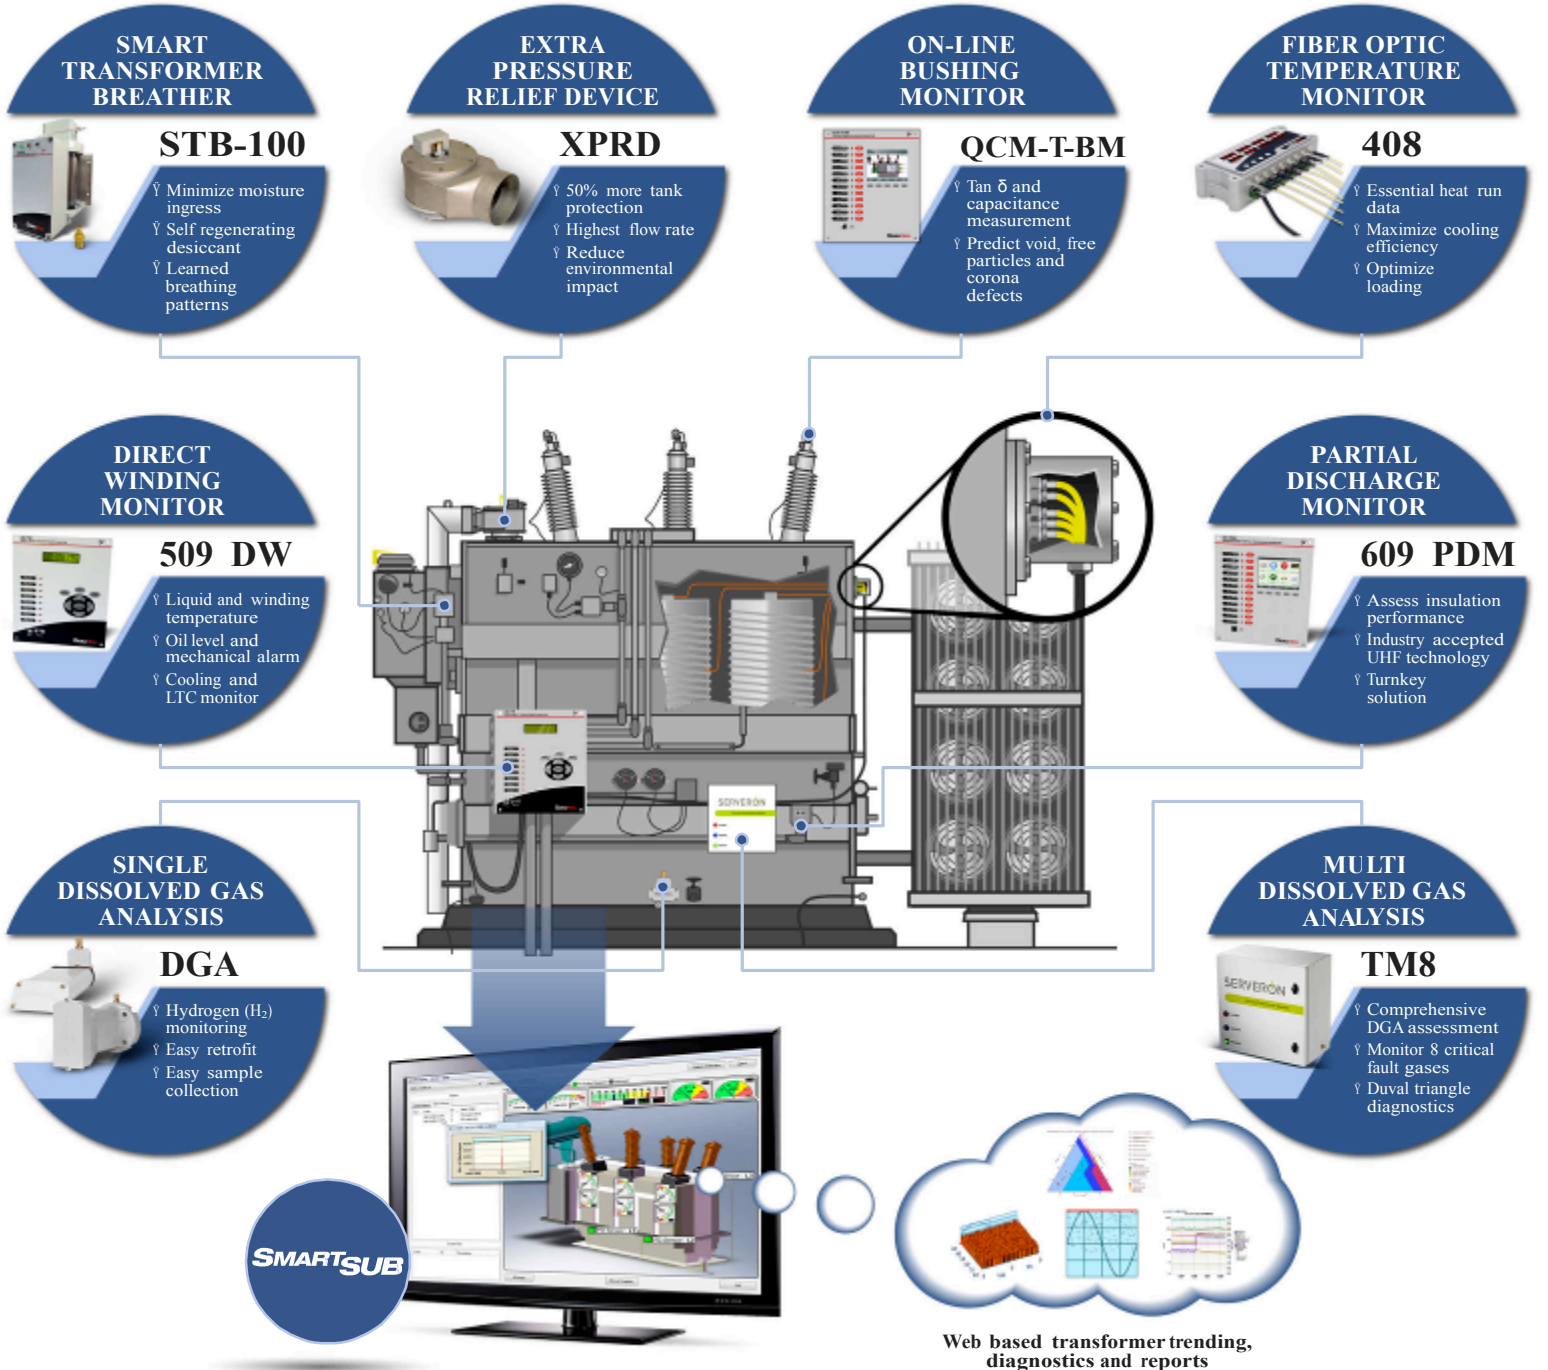 SMART
TRANSFORMER
BREATHER
STB-100
Ÿ Minimize moisture
ingress
Ÿ Self regenerating
desiccant
Ÿ Learned
breathing
patterns
EXTRA
PRESSURE
RELIEF DEVICE
XPRD
Ÿ 50% more tank
protection
Ÿ Highest flow rate
Ÿ Reduce
environmental
impact
ON-LINE
BUSHING
MONITOR
QCM-T-BM
Ÿ Tan δ and
capacitance
measurement
Ÿ Predict void, free
particles and
corona
defects
FIBER OPTIC
TEMPERATURE
MONITOR
408
Ÿ Essential heat run
data
Ÿ Maximize cooling
efficiency
Ÿ Optimize
loading
DIRECT
WINDING
MONITOR
509 DW
Ÿ Liquid and winding
temperature
Ÿ Oil level and
mechanical alarm
Ÿ Cooling and
LTC monitor
PARTIAL
DISCHARGE
MONITOR
609 PDM
Ÿ Assess insulation
performance
Ÿ Industry accepted
UHF technology
Ÿ Turnkey
solution
SERVERON
SINGLE
DISSOLVED GAS
ANALYSIS
DGA
Ÿ Hydrogen (H₂)
monitoring
Ÿ Easy retrofit
Ÿ Easy sample
collection
MULTI
DISSOLVED GAS
ANALYSIS
TM8
SERVERON
Ÿ Comprehensive
DGA assessment
Ÿ Monitor 8 critical
fault gases
Ÿ Duval triangle
diagnostics
SMARTSUB
Web based transformer trending,
diagnostics and reports